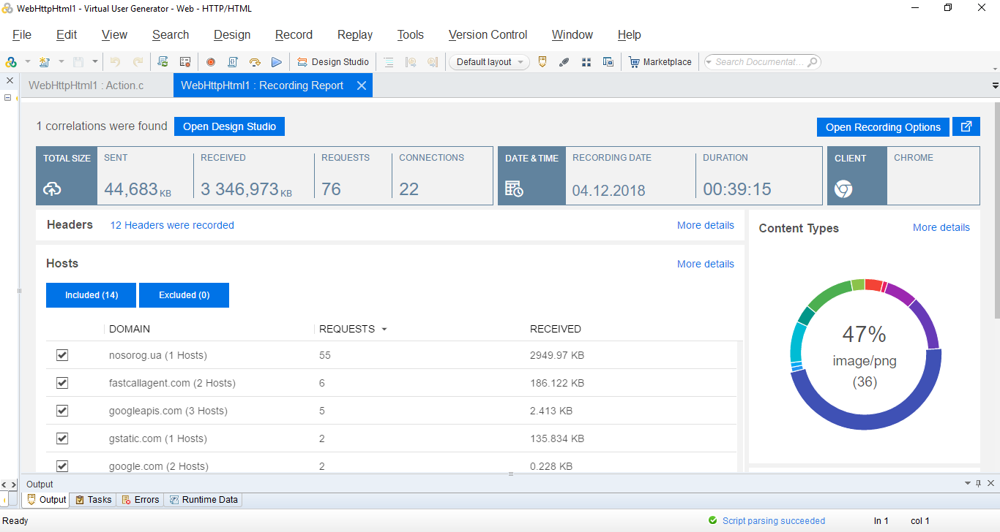 WebHttpHtml1 - Virtual User Generator - Web - HTTP/HTML
File Edit View Search Design Record Replay Tools Version Control Window Help
Design Studio Default layout Marketplace Search Documentat...
WebHttpHtml1 : Action.c WebHttpHtml1 : Recording Report
1 correlations were found Open Design Studio Open Recording Options
TOTAL SIZE SENT RECEIVED REQUESTS CONNECTIONS DATE & TIME RECORDING DATE DURATION CLIENT CHROME
44,683 KB 3 346,973 KB 76 22 04.12.2018 00:39:15
Headers 12 Headers were recorded More details
Content Types More details
Hosts More details
Included (14) Excluded (0)
DOMAIN REQUESTS RECEIVED
nosorog.ua (1 Hosts) 55 2949.97 KB
fastcallagent.com (2 Hosts) 6 186.122 KB
googleapis.com (3 Hosts) 5 2.413 KB
gstatic.com (1 Hosts) 2 135.834 KB
google.com (2 Hosts) 2 0.228 KB
47%
image/png
(36)
Output
Output Tasks Errors Runtime Data
Ready Script parsing succeeded ln 1 col 1